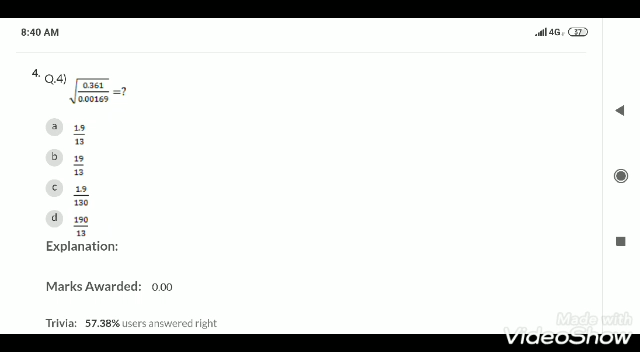 8:40 AM
4G 37
4. Q.4) √(0.361/0.00169) =?
a 1.9/13
b 19/13
c 1.9/130
d 190/13
Explanation:
Marks Awarded: 0.00
Trivia: 57.38% users answered right
Made with
VideoShow